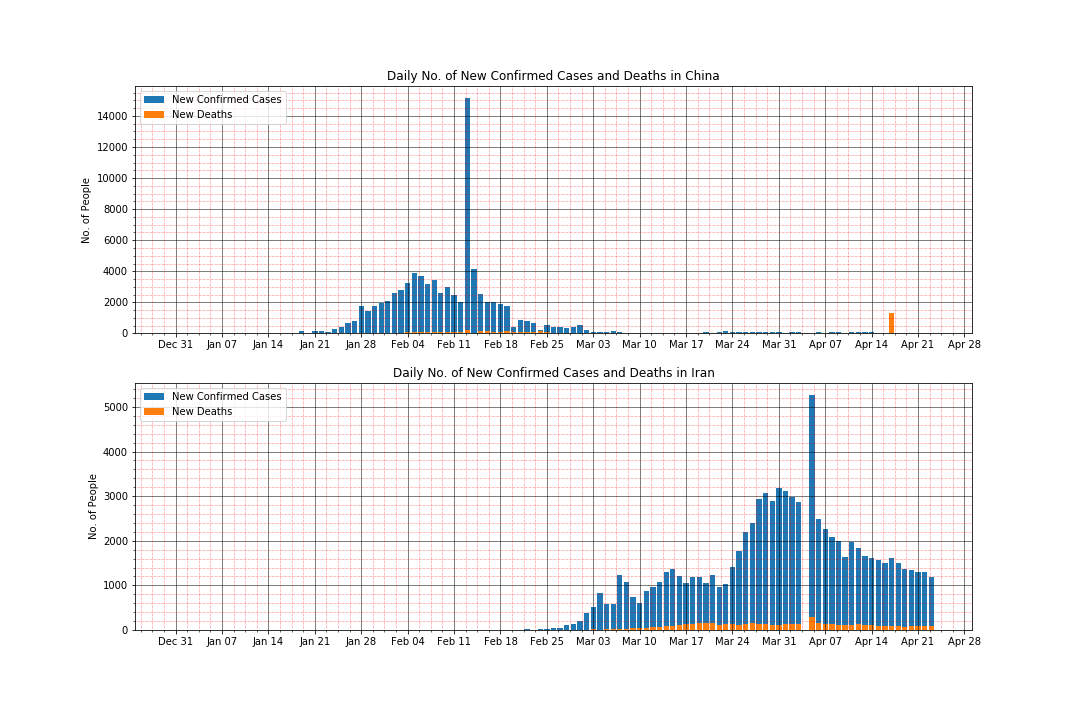 Daily No. of New Confirmed Cases and Deaths in China
New Confirmed Cases
New Deaths
No. of People
14000
12000
10000
8000
6000
4000
2000
0
Dec 31 Jan 07 Jan 14 Jan 21 Jan 28 Feb 04 Feb 11 Feb 18 Feb 25 Mar 03 Mar 10 Mar 17 Mar 24 Mar 31 Apr 07 Apr 14 Apr 21 Apr 28
Daily No. of New Confirmed Cases and Deaths in Iran
New Confirmed Cases
New Deaths
No. of People
5000
4000
3000
2000
1000
0
Dec 31 Jan 07 Jan 14 Jan 21 Jan 28 Feb 04 Feb 11 Feb 18 Feb 25 Mar 03 Mar 10 Mar 17 Mar 24 Mar 31 Apr 07 Apr 14 Apr 21 Apr 28